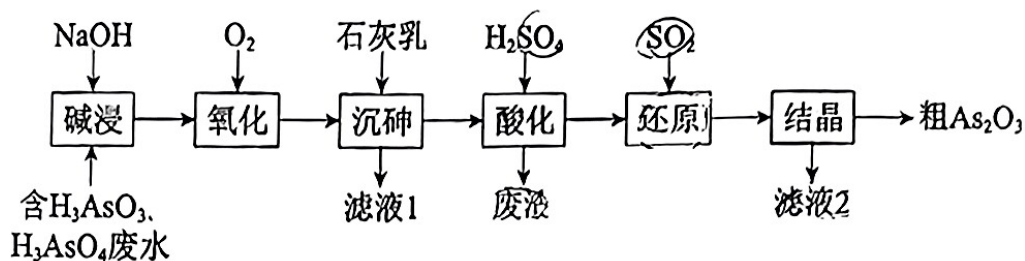 NaOH O₂ 石灰乳 H₂SO₄ SO₂
碱浸 氧化 沉砷 酸化 还原 结晶 粗As₂O₃
含H₃AsO₃、 滤液1 废液 滤液2
H₃AsO₄废水